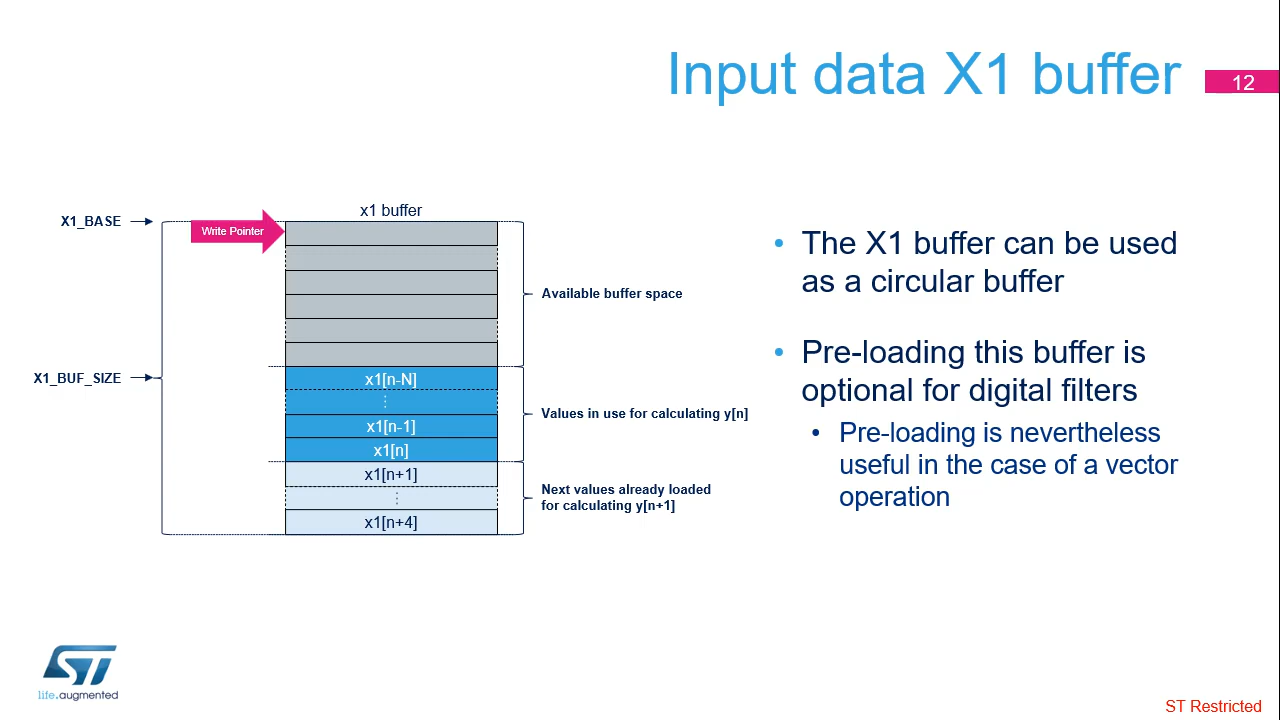 Input data X1 buffer
12
x1 buffer
X1_BASE
Write Pointer
Available buffer space
X1_BUF_SIZE
x1[n-N]
⋮
x1[n-1]
x1[n]
Values in use for calculating y[n]
x1[n+1]
⋮
x1[n+4]
Next values already loaded
for calculating y[n+1]
• The X1 buffer can be used
as a circular buffer
• Pre-loading this buffer is
optional for digital filters
• Pre-loading is nevertheless
useful in the case of a vector
operation
ST
life.augmented
ST Restricted